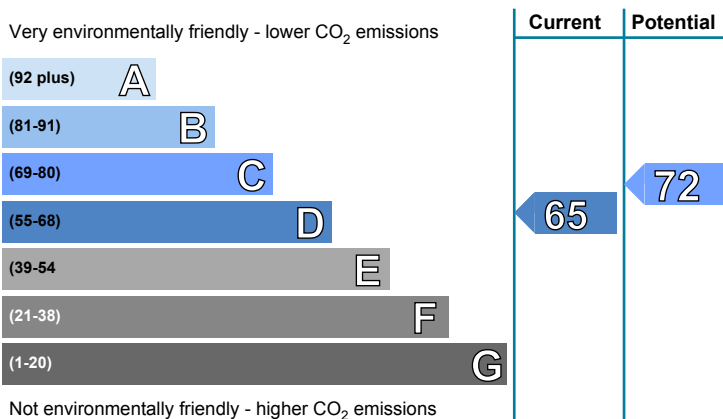 Very environmentally friendly - lower CO2 emissions
Current
Potential
(92 plus) A
(81-91) B
(69-80) C
(55-68) D
(39-54 E
(21-38) F
(1-20) G
65
72
Not environmentally friendly - higher CO2 emissions